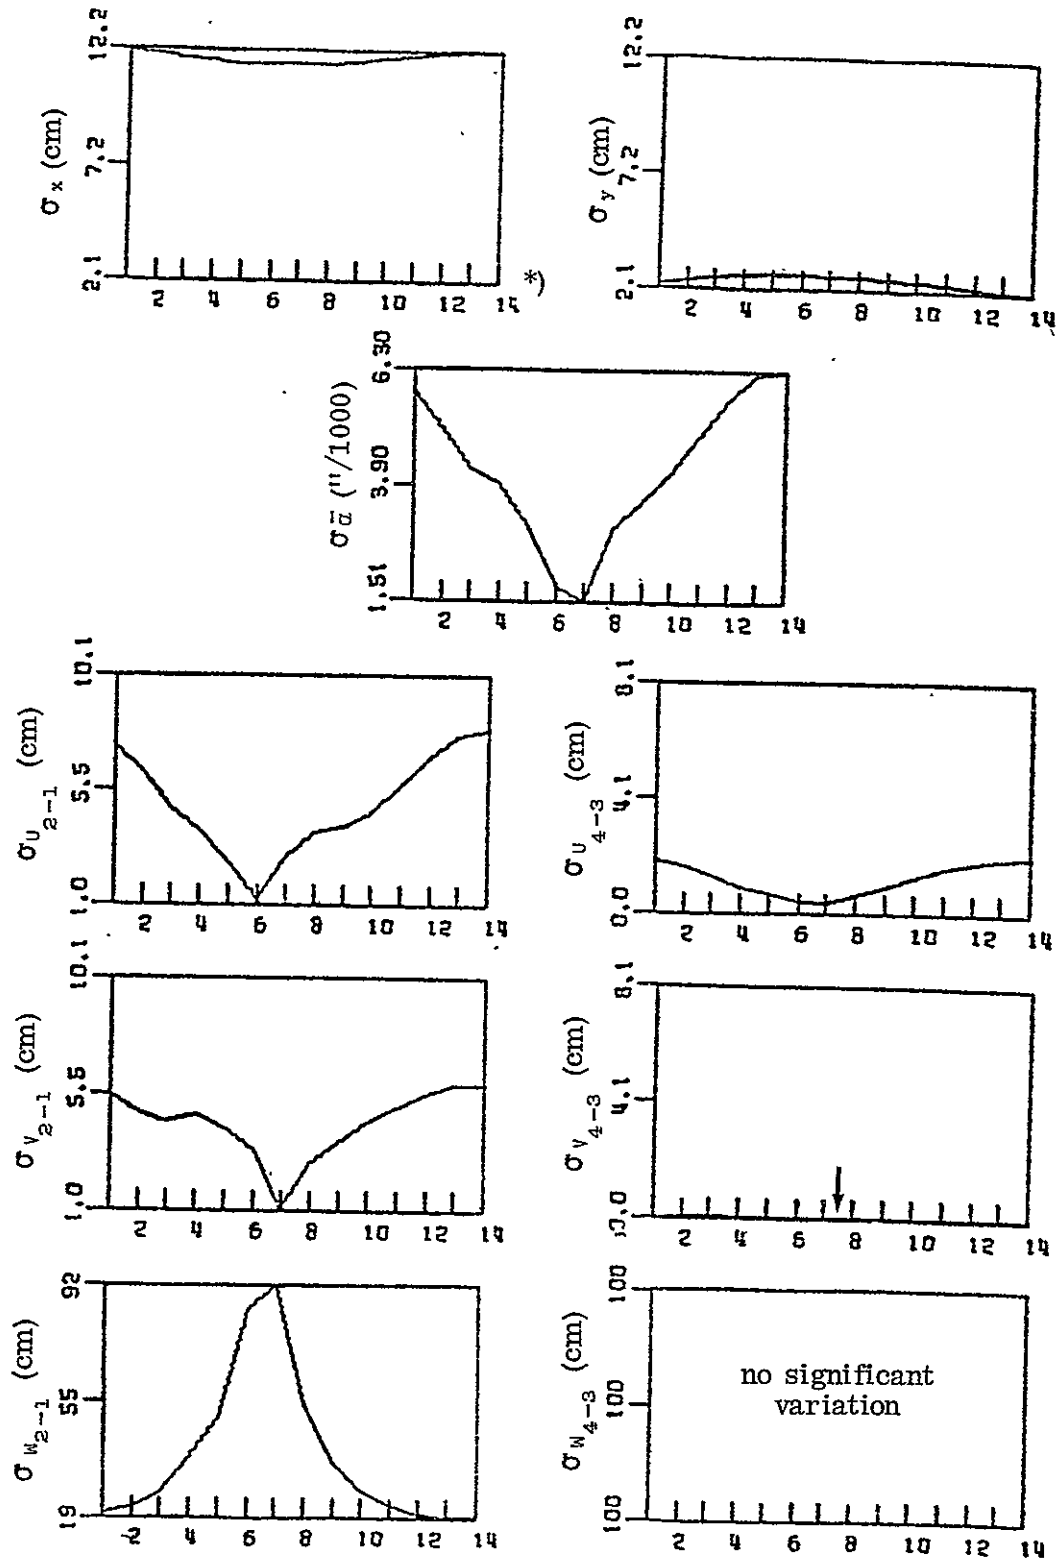 σx (cm)
12.2
7.2
2.1
2 4 6 8 10 12 14 *)
σy (cm)
12.2
7.2
2.1
2 4 6 8 10 12 14
σᾱ ("/1000)
6.30
3.90
1.51
2 4 6 8 10 12 14
σU2-1 (cm)
10.1
5.5
1.0
2 4 6 8 10 12 14
σU4-3 (cm)
8.1
4.1
0.0
2 4 6 8 10 12 14
σV2-1 (cm)
10.1
5.5
1.0
2 4 6 8 10 12 14
σV4-3 (cm)
8.1
4.1
0.0
2 4 6 8 10 12 14
σW2-1 (cm)
92
55
19
2 4 6 8 10 12 14
σW4-3 (cm)
100
100
100
no significant
variation
2 4 6 8 10 12 14